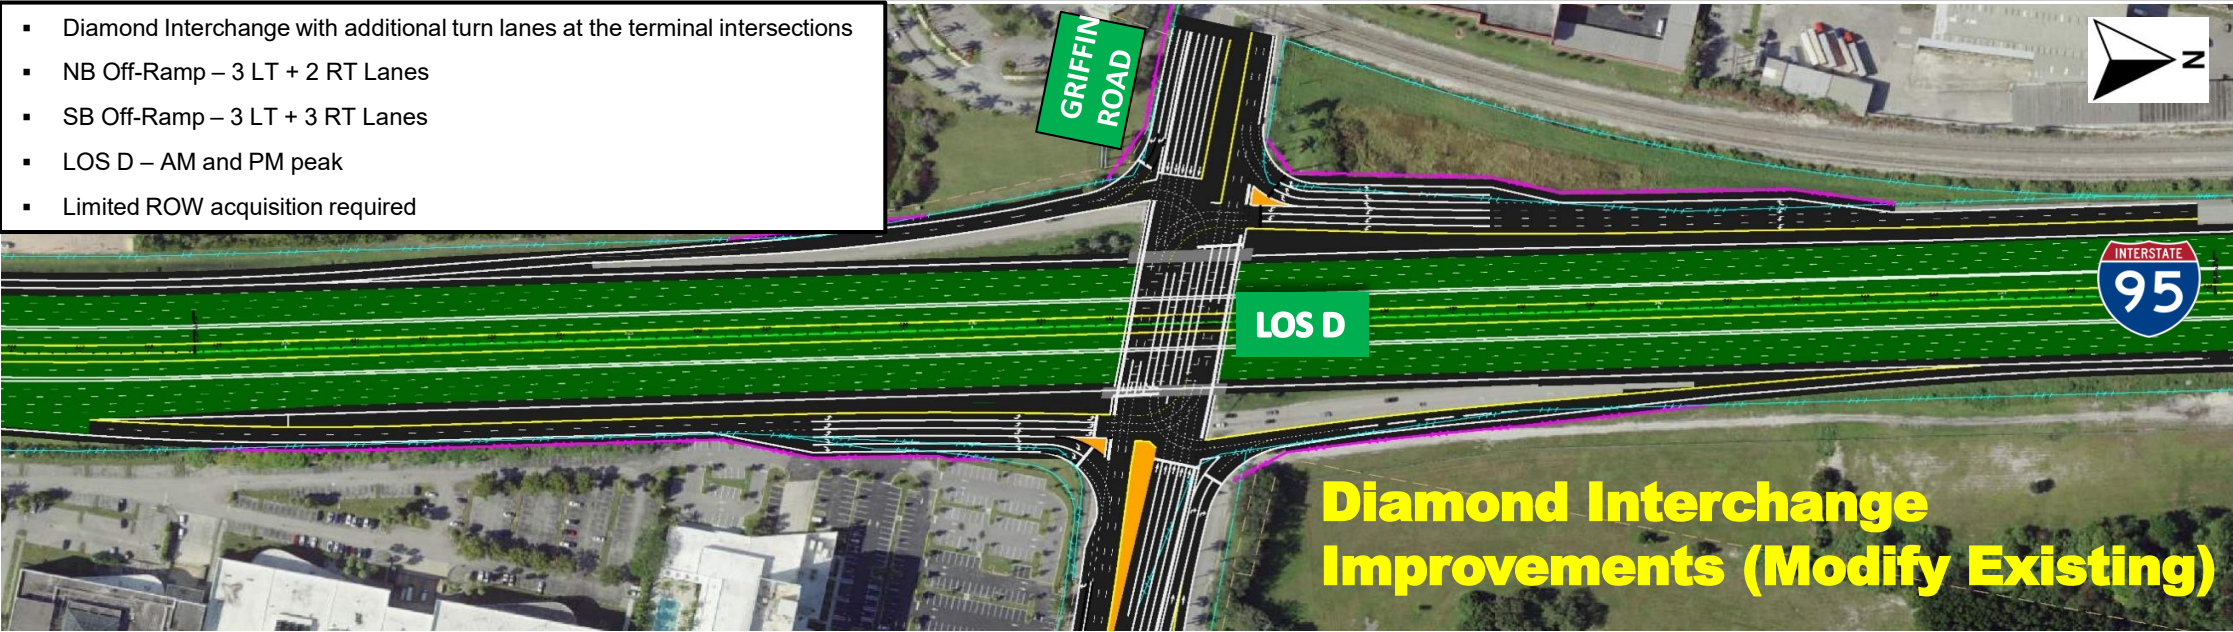 ▪ Diamond Interchange with additional turn lanes at the terminal intersections
▪ NB Off-Ramp – 3 LT + 2 RT Lanes
▪ SB Off-Ramp – 3 LT + 3 RT Lanes
▪ LOS D – AM and PM peak
▪ Limited ROW acquisition required
GRIFFIN
ROAD
N
INTERSTATE
95
LOS D
Diamond Interchange
Improvements (Modify Existing)